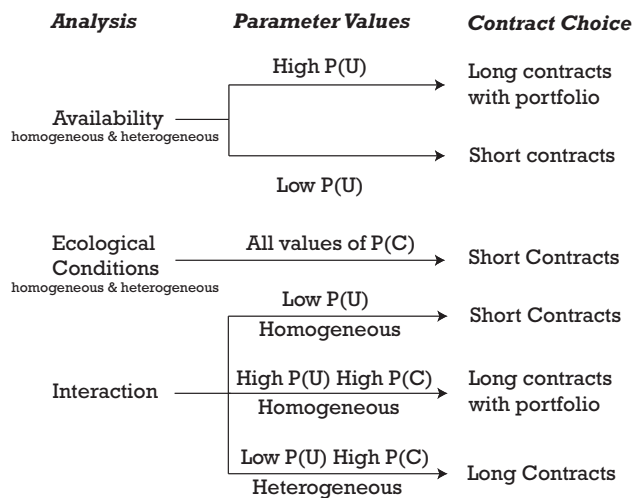 Analysis Parameter Values Contract Choice
High P(U)
Long contracts
with portfolio
Availability
homogeneous & heterogeneous
Short contracts
Low P(U)
Ecological
Conditions
homogeneous & heterogeneous
All values of P(C)
Short Contracts
Low P(U)
Homogeneous
Short Contracts
Interaction
High P(U) High P(C)
Homogeneous
Long contracts
with portfolio
Low P(U) High P(C)
Heterogeneous
Long Contracts